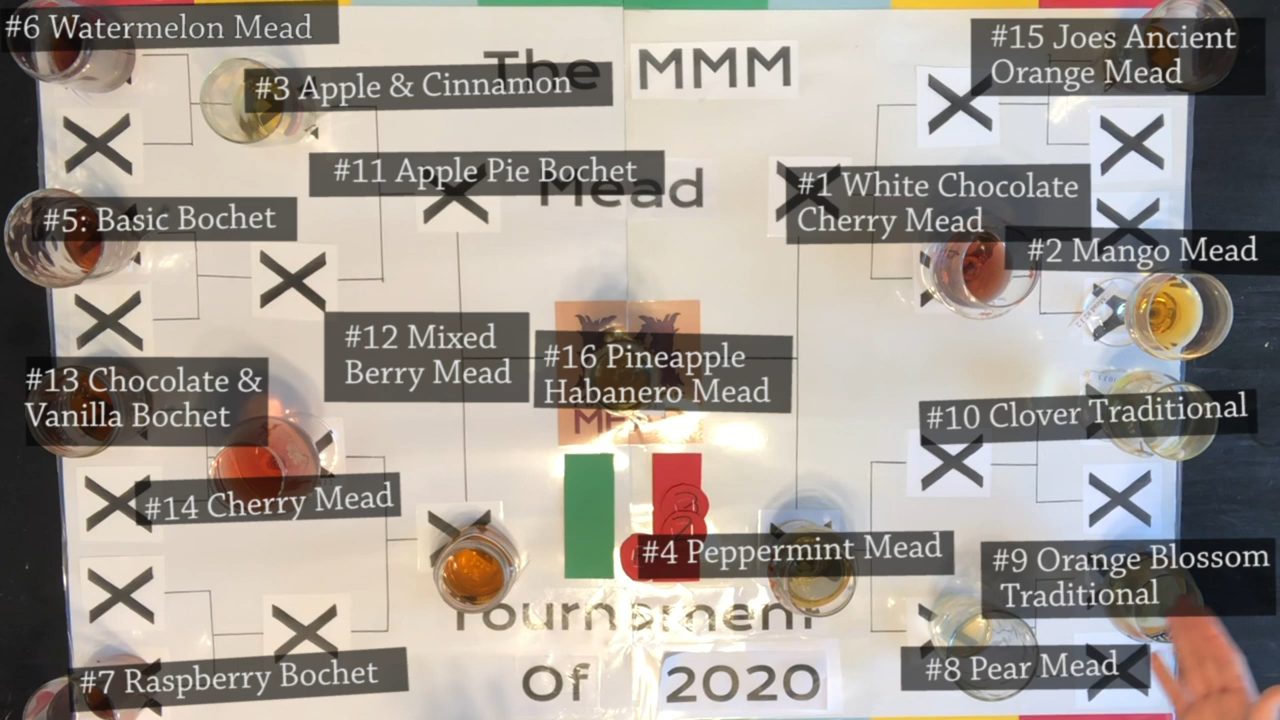 #6 Watermelon Mead
#15 Joes Ancient
Orange Mead
The MMM
#3 Apple & Cinnamon
#11 Apple Pie Bochet
Mead
#1 White Chocolate
Cherry Mead
#5: Basic Bochet
#2 Mango Mead
#12 Mixed
Berry Mead
#16 Pineapple
Habanero Mead
#13 Chocolate &
Vanilla Bochet
#10 Clover Traditional
#14 Cherry Mead
#4 Peppermint Mead
#9 Orange Blossom
Traditional
Tournament
#8 Pear Mead
#7 Raspberry Bochet
Of 2020